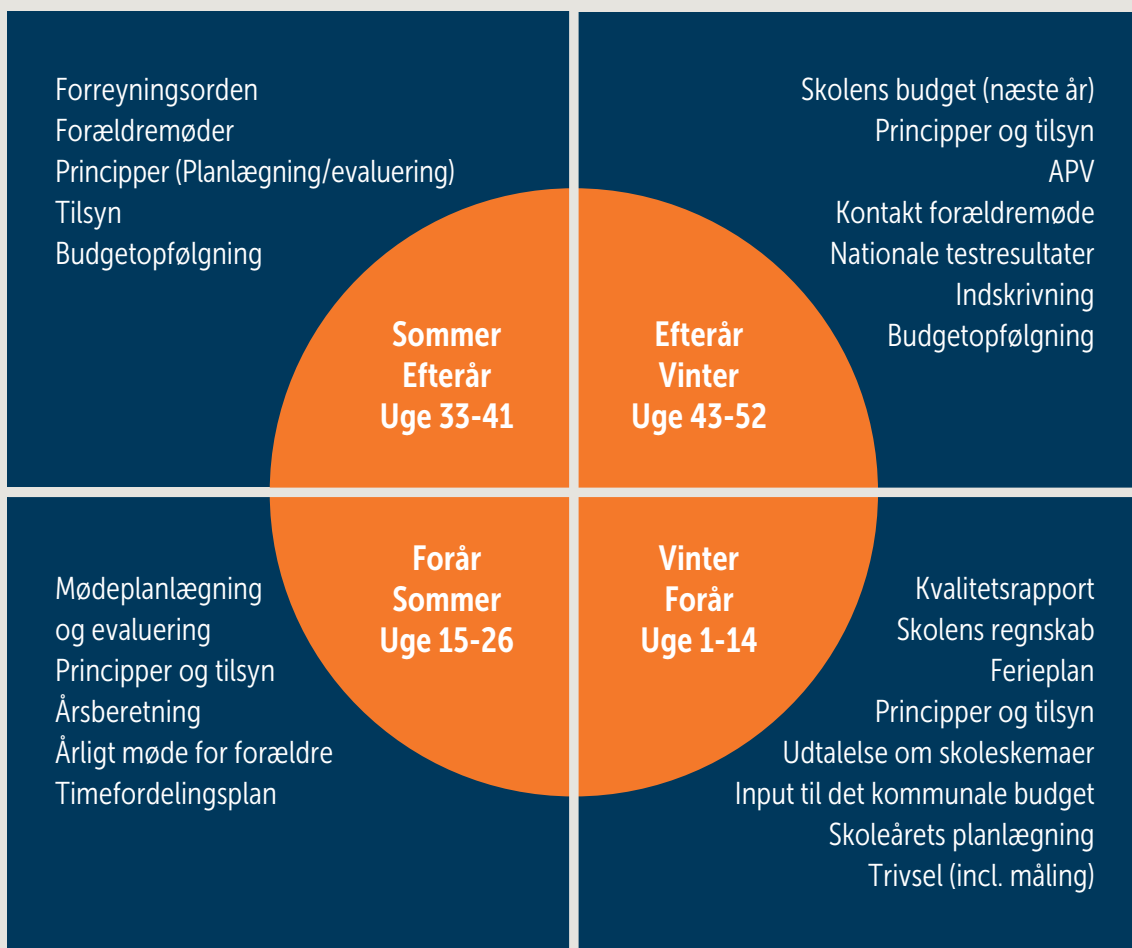 Forreyningsorden
Forældremøder
Principper (Planlægning/evaluering)
Tilsyn
Budgetopfølgning
Sommer
Efterår
Uge 33-41
Skolens budget (næste år)
Principper og tilsyn
APV
Kontakt forældremøde
Nationale testresultater
Indskrivning
Budgetopfølgning
Efterår
Vinter
Uge 43-52
Mødeplanlægning
og evaluering
Principper og tilsyn
Årsberetning
Årligt møde for forældre
Timefordelingsplan
Forår
Sommer
Uge 15-26
Vinter
Forår
Uge 1-14
Kvalitetsrapport
Skolens regnskab
Ferieplan
Principper og tilsyn
Udtalelse om skoleskemaer
Input til det kommunale budget
Skoleårets planlægning
Trivsel (incl. måling)